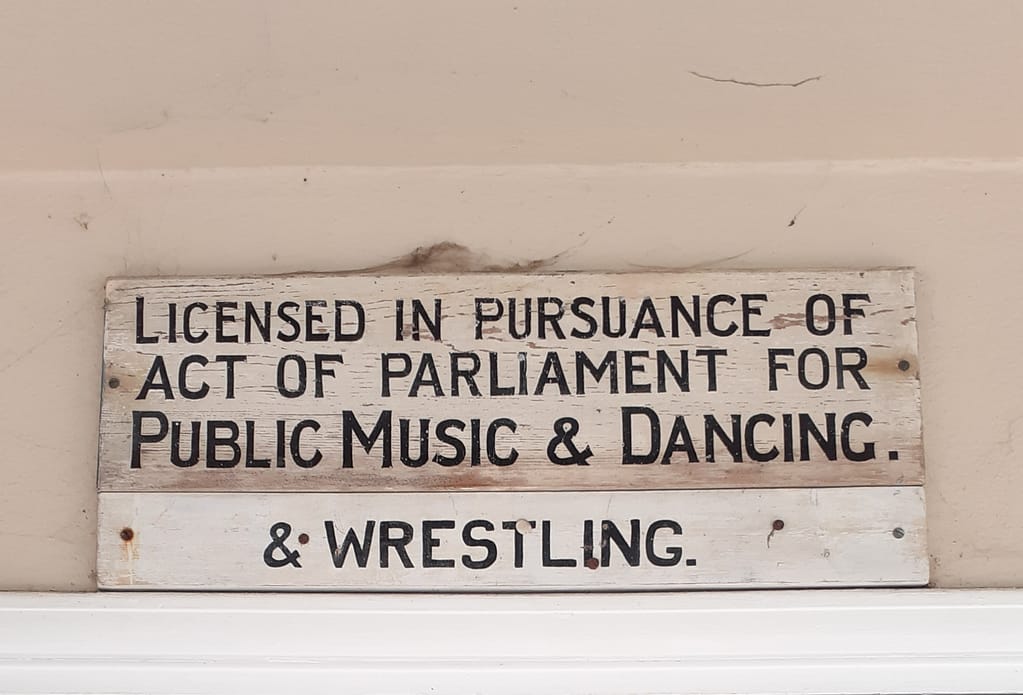 LICENSED IN PURSUANCE OF
ACT OF PARLIAMENT FOR
PUBLIC MUSIC & DANCING.
& WRESTLING.